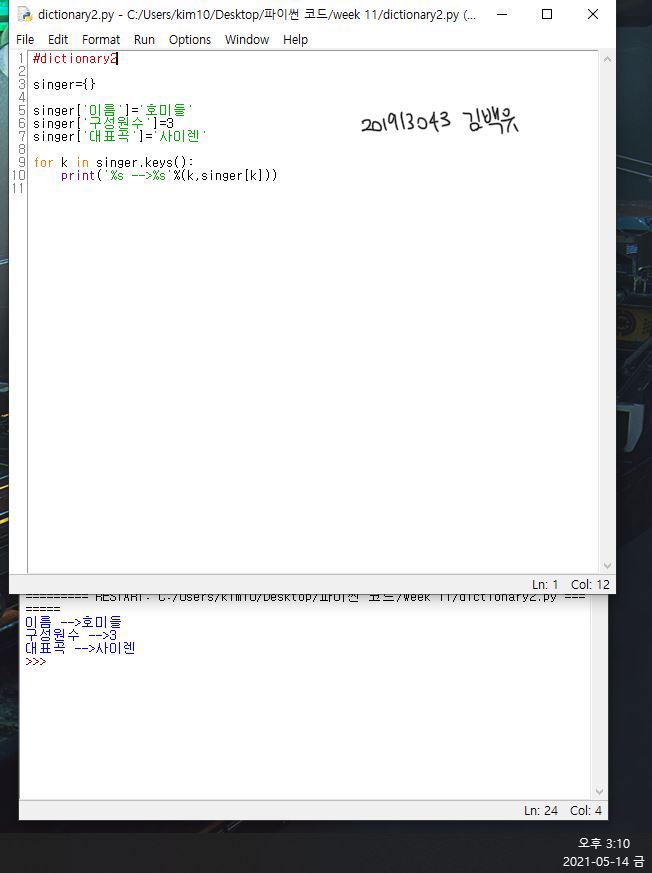 dictionary2.py - C:/Users/kim10/Desktop/파이썬 코드/week 11/dictionary2.py (...
File Edit Format Run Options Window Help
1 #dictionary2
2
3 singer={}
4
5 singer['이름']='호미들'
6 singer['구성원수']=3
7 singer['대표곡']='사이렌'
8
9 for k in singer.keys():
10 print('%s -->%s'%(k,singer[k]))
11
201913043 김백유
Ln: 1 Col: 12
========= RESTART: C:/Users/kim10/Desktop/파이썬 코드/week 11/dictionary2.py ===
=====
이름 -->호미들
구성원수 -->3
대표곡 -->사이렌
>>>
Ln: 24 Col: 4
오후 3:10
2021-05-14 금